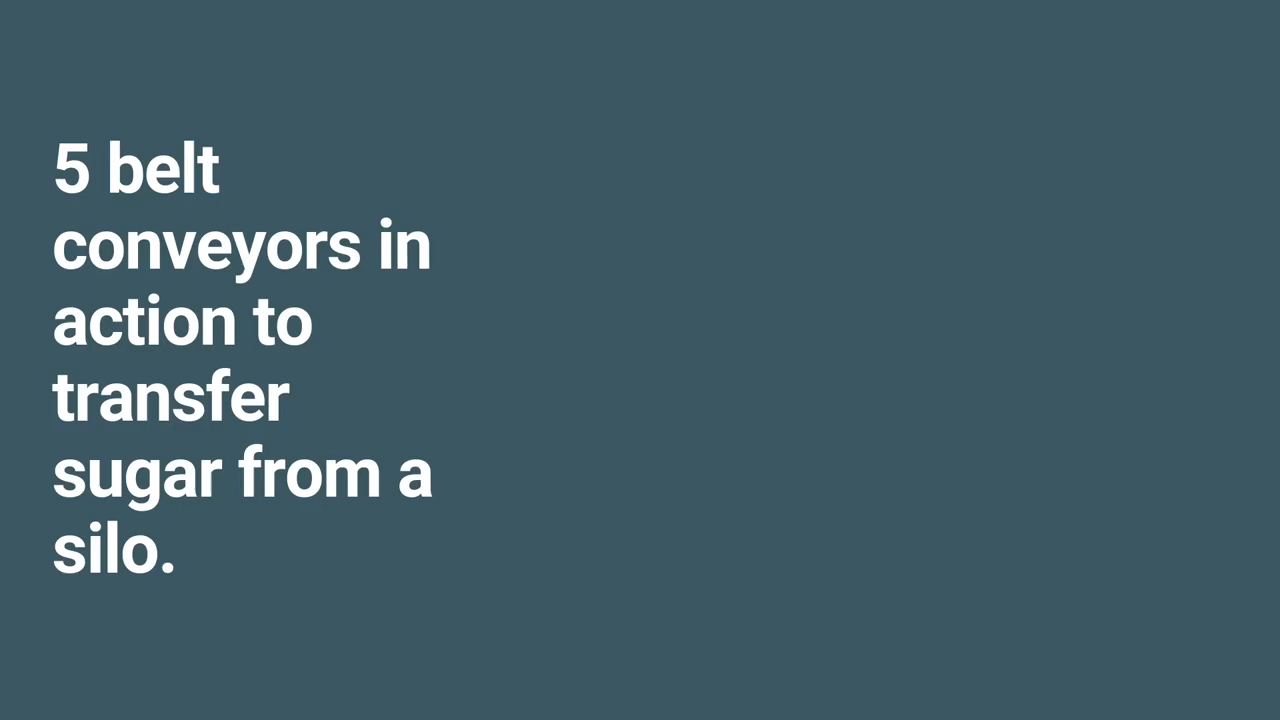 5 belt
conveyors in
action to
transfer
sugar from a
silo.